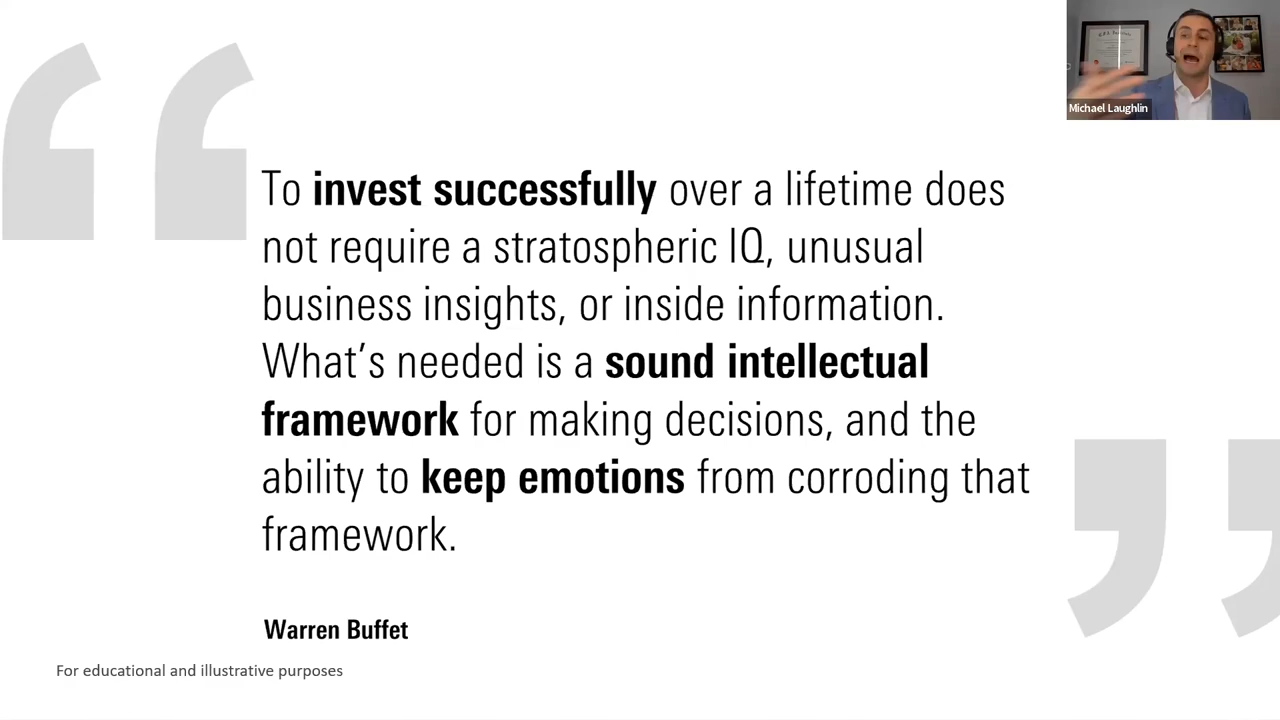 Michael Laughlin
To invest successfully over a lifetime does
not require a stratospheric IQ, unusual
business insights, or inside information.
What's needed is a sound intellectual
framework for making decisions, and the
ability to keep emotions from corroding that
framework.
Warren Buffet
For educational and illustrative purposes